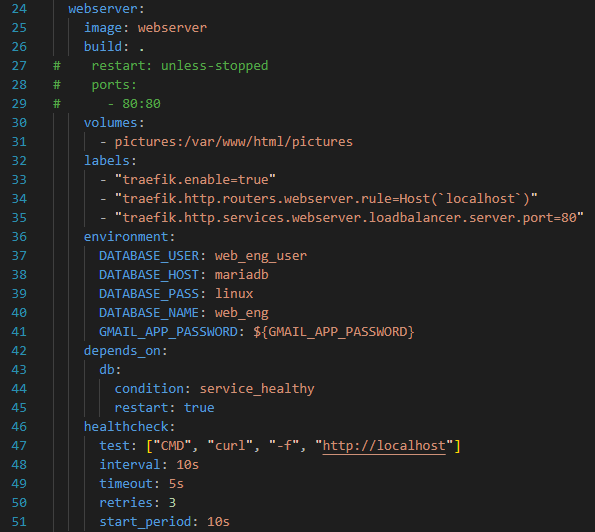 24 webserver:
25 image: webserver
26 build: .
27 # restart: unless-stopped
28 # ports:
29 # - 80:80
30 volumes:
31 - pictures:/var/www/html/pictures
32 labels:
33 - "traefik.enable=true"
34 - "traefik.http.routers.webserver.rule=Host(`localhost`)"
35 - "traefik.http.services.webserver.loadbalancer.server.port=80"
36 environment:
37 DATABASE_USER: web_eng_user
38 DATABASE_HOST: mariadb
39 DATABASE_PASS: linux
40 DATABASE_NAME: web_eng
41 GMAIL_APP_PASSWORD: ${GMAIL_APP_PASSWORD}
42 depends_on:
43 db:
44 condition: service_healthy
45 restart: true
46 healthcheck:
47 test: ["CMD", "curl", "-f", "http://localhost"]
48 interval: 10s
49 timeout: 5s
50 retries: 3
51 start_period: 10s